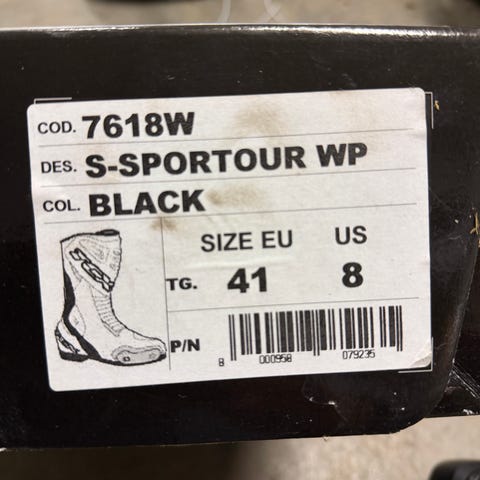 COD. 7618W
DES. S-SPORTOUR WP
COL. BLACK
SIZE EU US
TG. 41 8
P/N
8 000958 079235